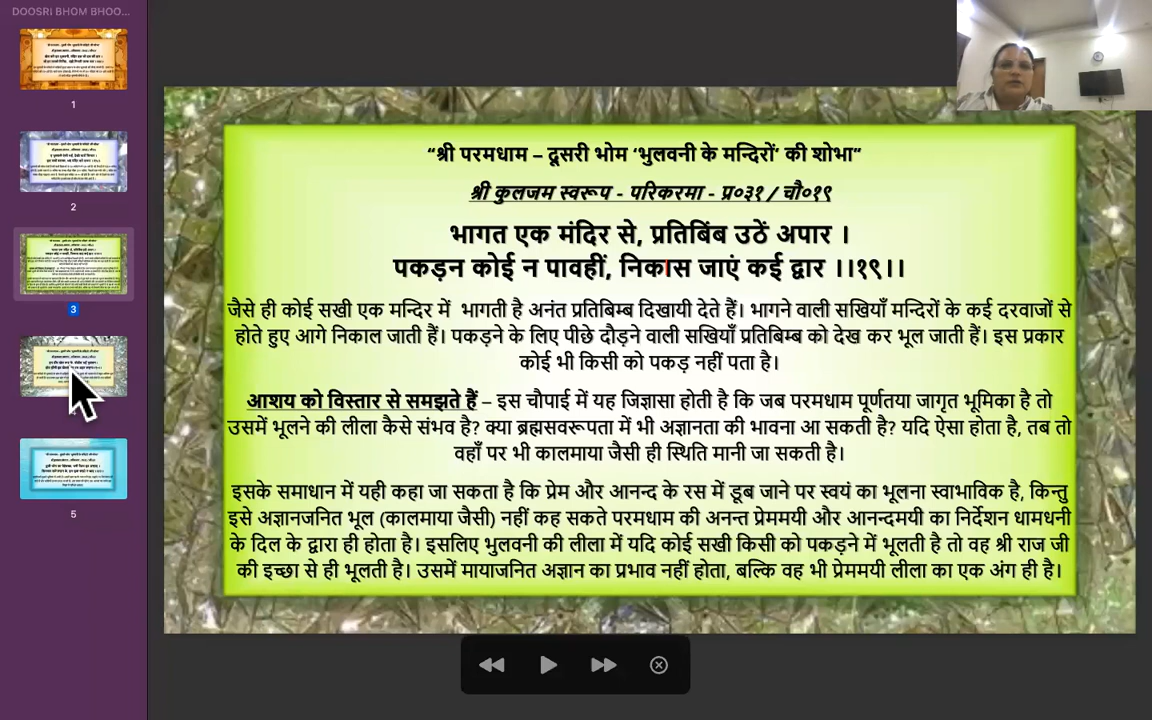 DOOSRI BHOM BHOO...
1
2
3
5
“श्री परमधाम – दूसरी भोम ‘भुलवनी के मन्दिरों’ की शोभा”
श्री कुलजम स्वरूप - परिकरमा - प्र०३१ / चौ०१९
भागत एक मंदिर से, प्रतिबिंब उठें अपार ।
पकड़न कोई न पावहीं, निकास जाएं कई द्वार ।।१९।।
जैसे ही कोई सखी एक मन्दिर में भागती है अनंत प्रतिबिम्ब दिखायी देते हैं। भागने वाली सखियाँ मन्दिरों के कई दरवाजों से
होते हुए आगे निकाल जाती हैं। पकड़ने के लिए पीछे दौड़ने वाली सखियाँ प्रतिबिम्ब को देख कर भूल जाती हैं। इस प्रकार
कोई भी किसी को पकड़ नहीं पता है।
आशय को विस्तार से समझते हैं – इस चौपाई में यह जिज्ञासा होती है कि जब परमधाम पूर्णतया जागृत भूमिका है तो
उसमें भूलने की लीला कैसे संभव है? क्या ब्रह्मसवरूपता में भी अज्ञानता की भावना आ सकती है? यदि ऐसा होता है, तब तो
वहाँ पर भी कालमाया जैसी ही स्थिति मानी जा सकती है।
इसके समाधान में यही कहा जा सकता है कि प्रेम और आनन्द के रस में डूब जाने पर स्वयं का भूलना स्वाभाविक है, किन्तु
इसे अज्ञानजनित भूल (कालमाया जैसी) नहीं कह सकते परमधाम की अनन्त प्रेममयी और आनन्दमयी का निर्देशन धामधनी
के दिल के द्वारा ही होता है। इसलिए भुलवनी की लीला में यदि कोई सखी किसी को पकड़ने में भूलती है तो वह श्री राज जी
की इच्छा से ही भूलती है। उसमें मायाजनित अज्ञान का प्रभाव नहीं होता, बल्कि वह भी प्रेममयी लीला का एक अंग ही है।